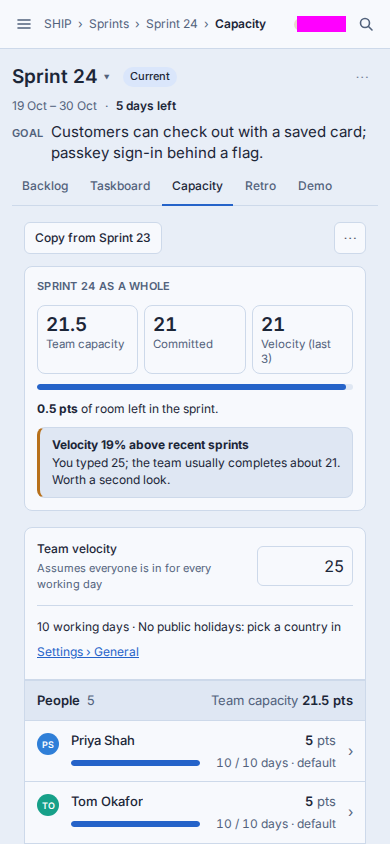 SHIP › Sprints › Sprint 24 › Capacity
Sprint 24 ▾ Current ...
19 Oct – 30 Oct · 5 days left
GOAL Customers can check out with a saved card;
passkey sign-in behind a flag.
Backlog Taskboard Capacity Retro Demo
Copy from Sprint 23 ...
SPRINT 24 AS A WHOLE
21.5 21 21
Team capacity Committed Velocity (last
3)
0.5 pts of room left in the sprint.
Velocity 19% above recent sprints
You typed 25; the team usually completes about 21.
Worth a second look.
Team velocity
Assumes everyone is in for every
working day
25
10 working days · No public holidays: pick a country in
Settings › General
People 5 Team capacity 21.5 pts
PS Priya Shah 5 pts ›
10 / 10 days · default
TO Tom Okafor 5 pts ›
10 / 10 days · default